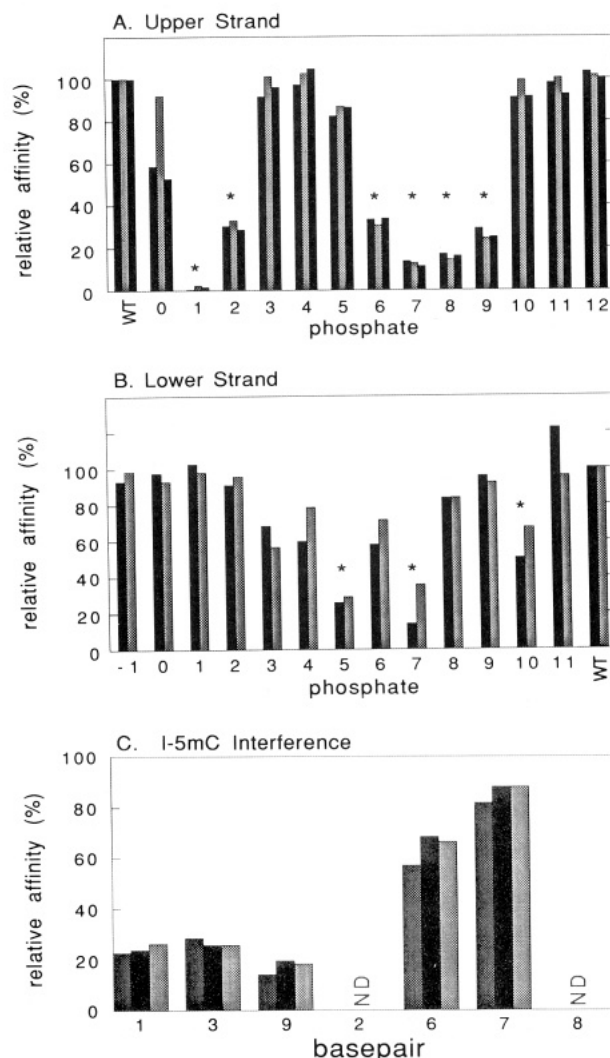 A. Upper Strand
relative affinity (%)
100
80
60
40
20
0
* * * * * *
WT 0 1 2 3 4 5 6 7 8 9 10 11 12
phosphate
B. Lower Strand
relative affinity (%)
100
80
60
40
20
0
* * *
-1 0 1 2 3 4 5 6 7 8 9 10 11 WT
phosphate
C. I-5mC Interference
relative affinity (%)
100
80
60
40
20
0
ND ND
1 3 9 2 6 7 8
basepair